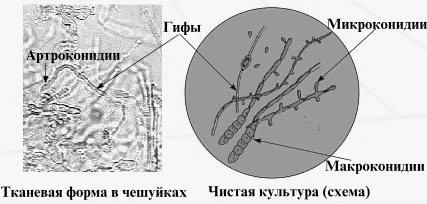 Гифы
Микроконидии
Артроконидии
Макроконидии
Тканевая форма в чешуйках
Чистая культура (схема)